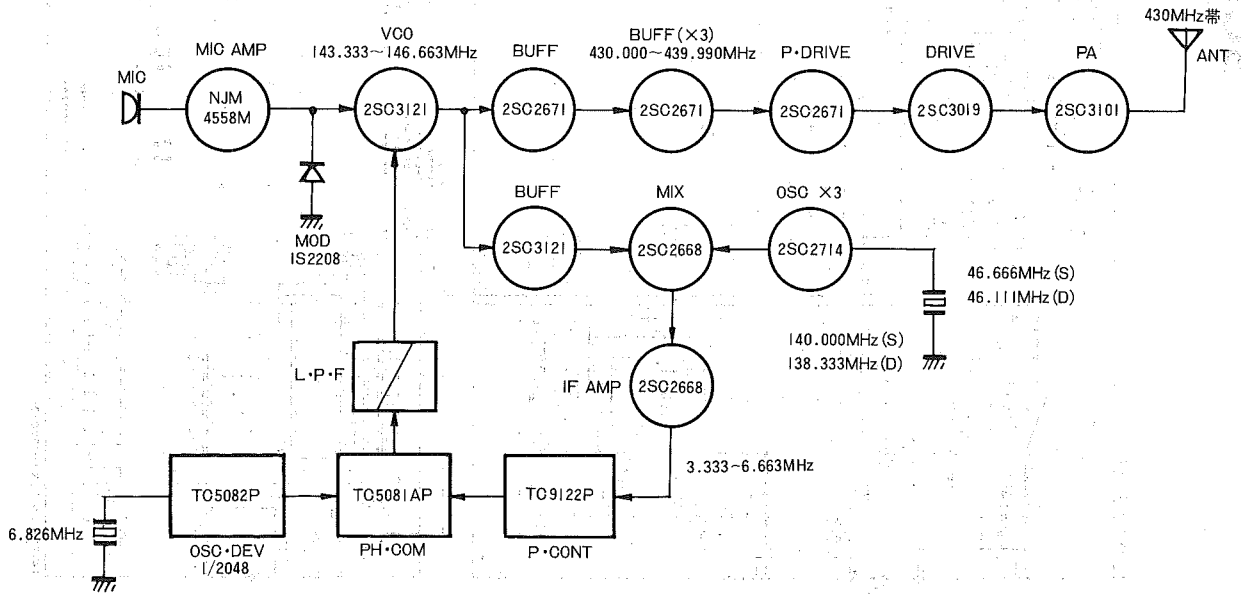 430MHz帯
ANT
VCO
143.333~146.663MHz
MIC AMP
BUFF
BUFF(×3)
430.000~439.990MHz
P・DRIVE
DRIVE
PA
MIC
NJM
4558M
2SC3121
2SC2671
2SC2671
2SC2671
2SC3019
2SC3101
MOD
IS2208
BUFF
MIX
OSC ×3
2SC3121
2SC2668
2SC2714
46.666MHz(S)
46.111MHz(D)
140.000MHz(S)
138.333MHz(D)
L・P・F
IF AMP
2SC2668
3.333~6.663MHz
6.826MHz
TC5082P
TC5081AP
TC9122P
OSC・DEV
1/2048
PH・COM
P・CONT